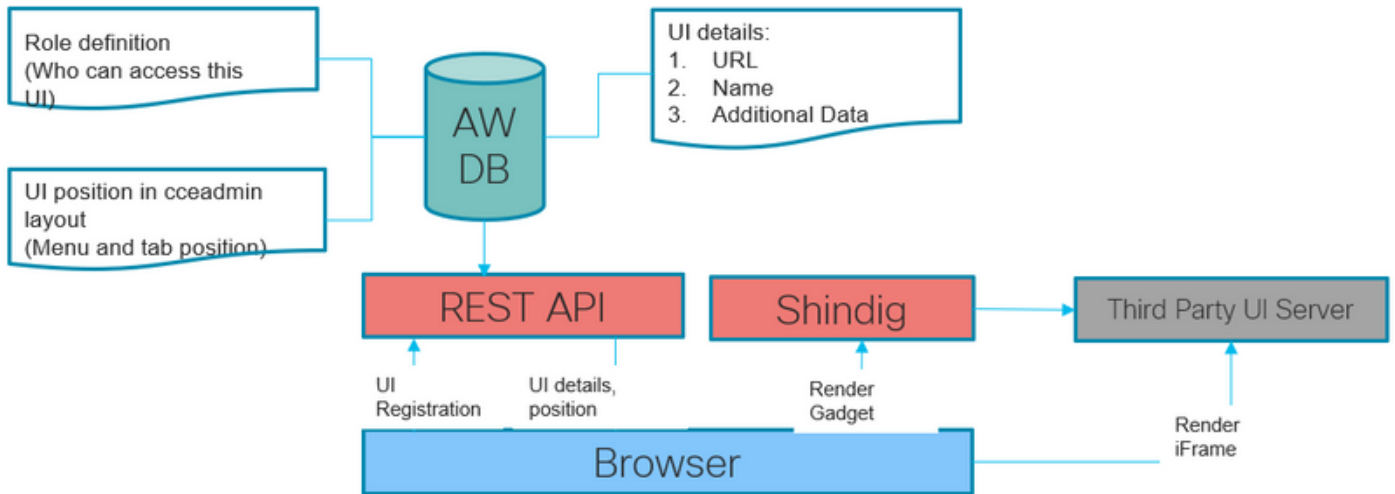 Role definition
(Who can access this
UI)
UI position in cceadmin
layout
(Menu and tab position)
AW
DB
UI details:
1. URL
2. Name
3. Additional Data
REST API
Shindig
Third Party UI Server
UI
Registration
UI details,
position
Render
Gadget
Render
iFrame
Browser